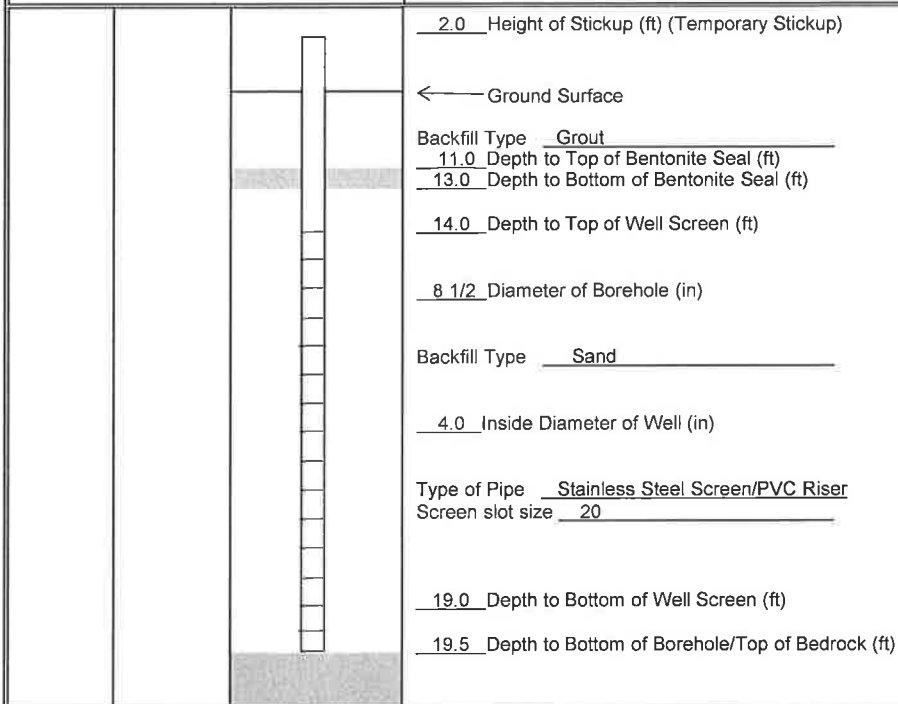 2.0 Height of Stickup (ft) (Temporary Stickup)
Ground Surface
Backfill Type Grout
11.0 Depth to Top of Bentonite Seal (ft)
13.0 Depth to Bottom of Bentonite Seal (ft)
14.0 Depth to Top of Well Screen (ft)
8 1/2 Diameter of Borehole (in)
Backfill Type Sand
4.0 Inside Diameter of Well (in)
Type of Pipe Stainless Steel Screen/PVC Riser
Screen slot size 20
19.0 Depth to Bottom of Well Screen (ft)
19.5 Depth to Bottom of Borehole/Top of Bedrock (ft)